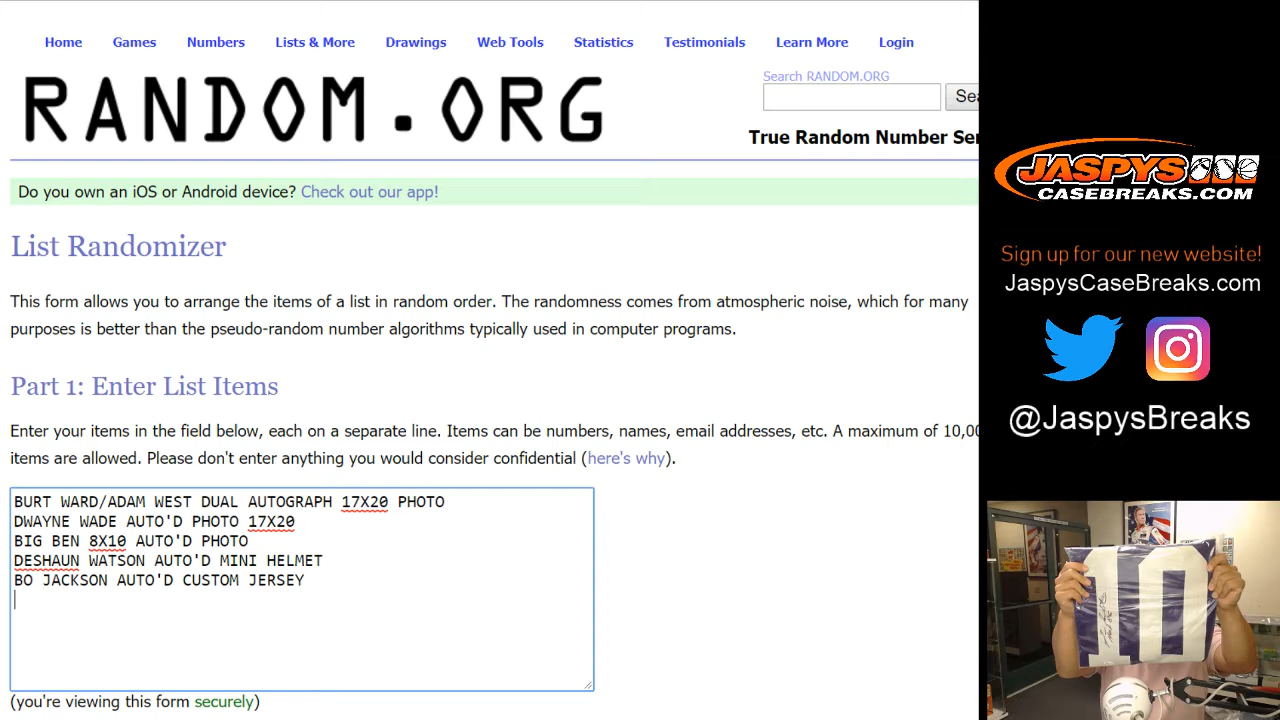 Home Games Numbers Lists & More Drawings Web Tools Statistics Testimonials Learn More Login
RANDOM.ORG
Search RANDOM.ORG
Sea
True Random Number Ser
Do you own an iOS or Android device? Check out our app!
List Randomizer
This form allows you to arrange the items of a list in random order. The randomness comes from atmospheric noise, which for many
purposes is better than the pseudo-random number algorithms typically used in computer programs.
Part 1: Enter List Items
Enter your items in the field below, each on a separate line. Items can be numbers, names, email addresses, etc. A maximum of 10,00
items are allowed. Please don't enter anything you would consider confidential (here's why).
BURT WARD/ADAM WEST DUAL AUTOGRAPH 17X20 PHOTO
DWAYNE WADE AUTO'D PHOTO 17X20
BIG BEN 8X10 AUTO'D PHOTO
DESHAUN WATSON AUTO'D MINI HELMET
BO JACKSON AUTO'D CUSTOM JERSEY
(you're viewing this form securely)
JASPYS
CASEBREAKS.COM
Sign up for our new website!
JaspysCaseBreaks.com
@JaspysBreaks
10